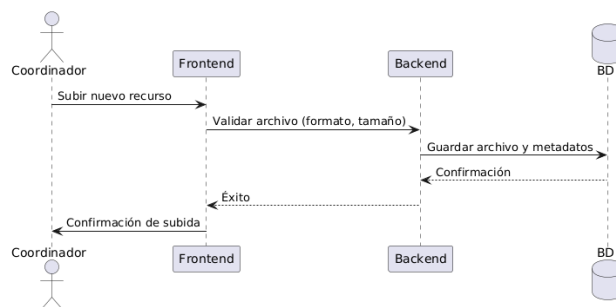 Coordinador
Frontend
Backend
BD
Subir nuevo recurso
Validar archivo (formato, tamaño)
Guardar archivo y metadatos
Confirmación
Éxito
Confirmación de subida
Coordinador
Frontend
Backend
BD